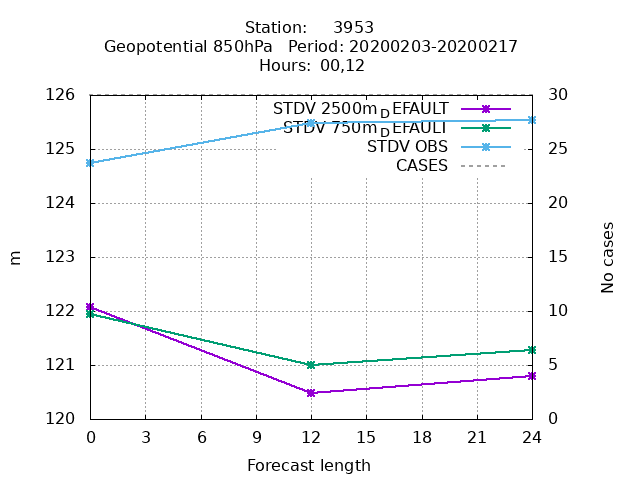 Station:     3953
Geopotential 850hPa   Period: 20200203-20200217
Hours:  00,12
126
125
124
123
122
121
120
m
30
25
20
15
10
5
0
No cases
STDV 2500m_DEFAULT
STDV 750m_DEFAULT
STDV OBS
CASES
0 3 6 9 12 15 18 21 24
Forecast length